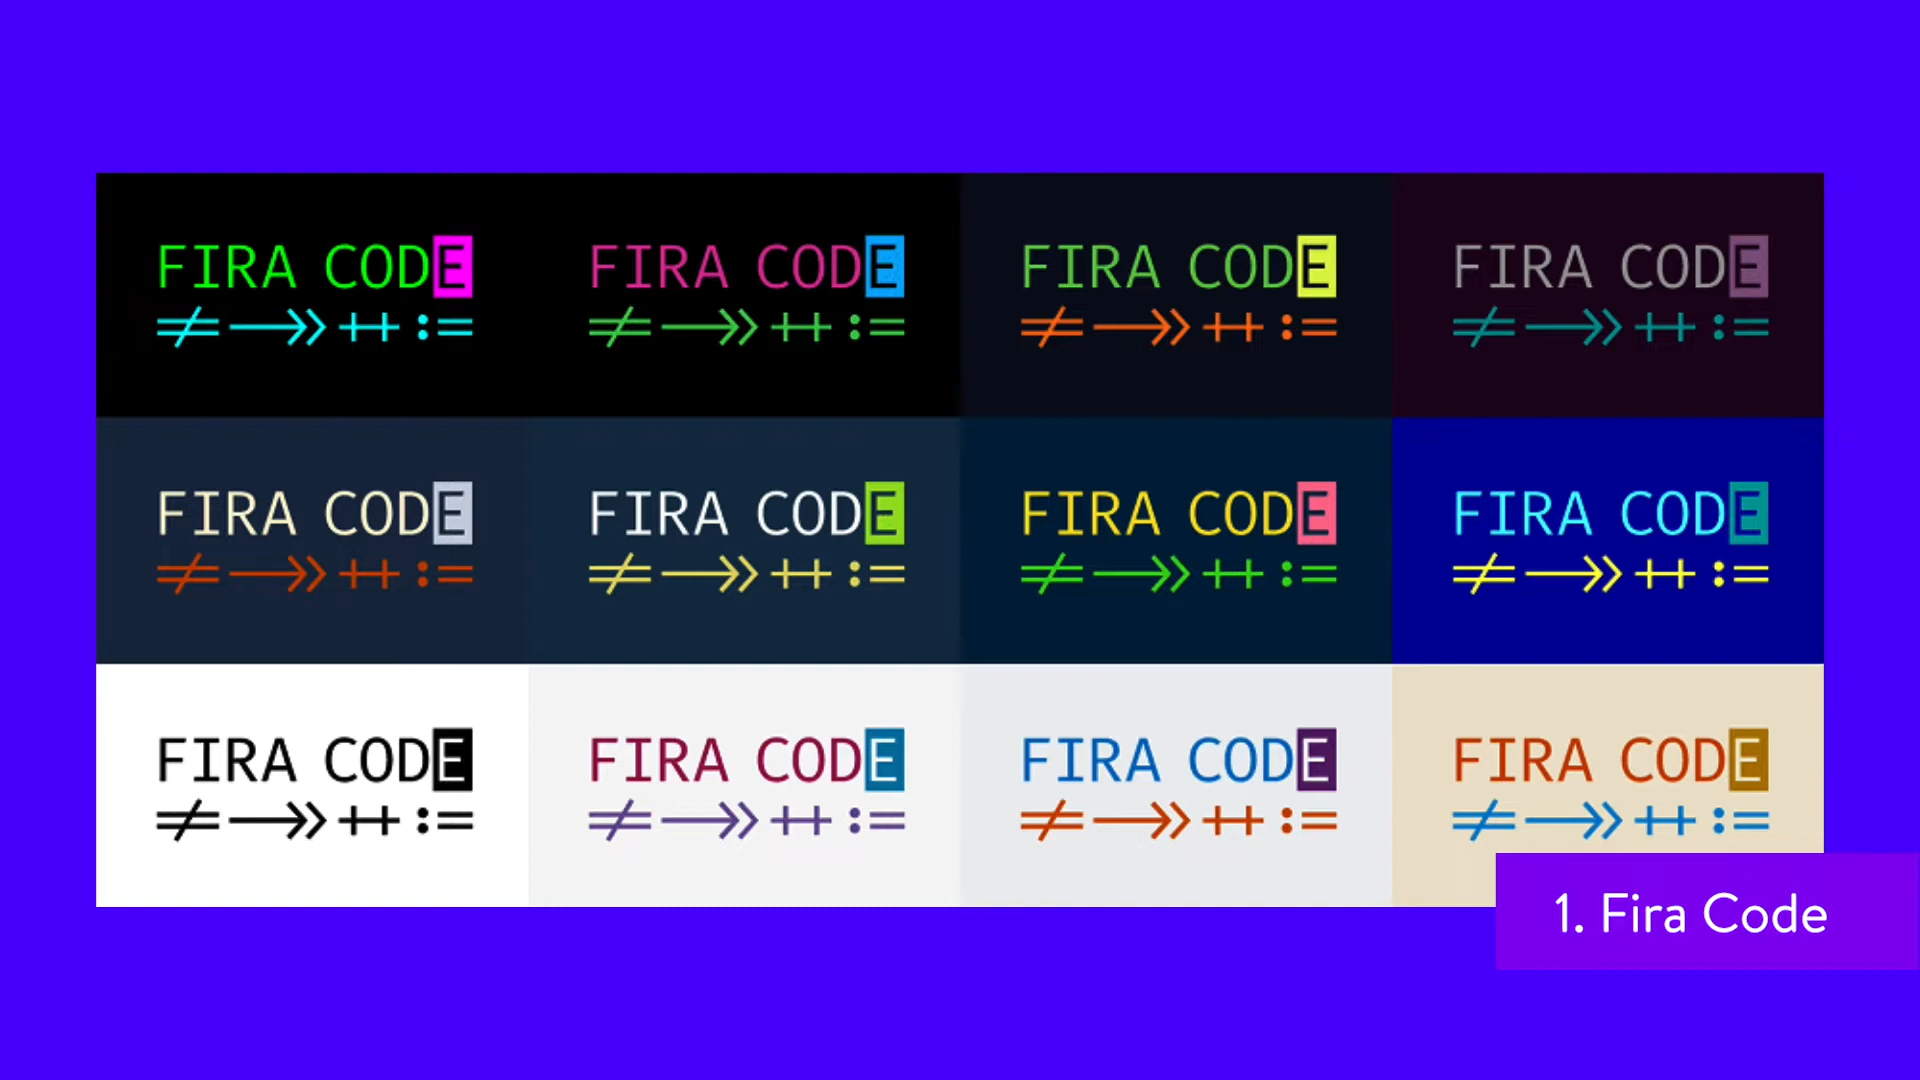 FIRA CODE FIRA CODE FIRA CODE FIRA CODE
≠ ->> ++ := ≠ ->> ++ := ≠ ->> ++ := ≠ ->> ++ :=
FIRA CODE FIRA CODE FIRA CODE FIRA CODE
≠ ->> ++ := ≠ ->> ++ := ≠ ->> ++ := ≠ ->> ++ :=
FIRA CODE FIRA CODE FIRA CODE FIRA CODE
≠ ->> ++ := ≠ ->> ++ := ≠ ->> ++ := ≠ ->> ++ :=
1. Fira Code